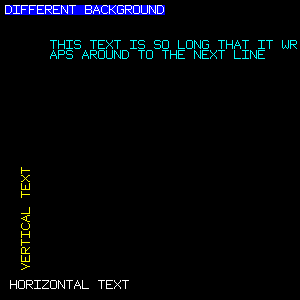 DIFFERENT BACKGROUND
THIS TEXT IS SO LONG THAT IT WR
APS AROUND TO THE NEXT LINE
VERTICAL TEXT
HORIZONTAL TEXT